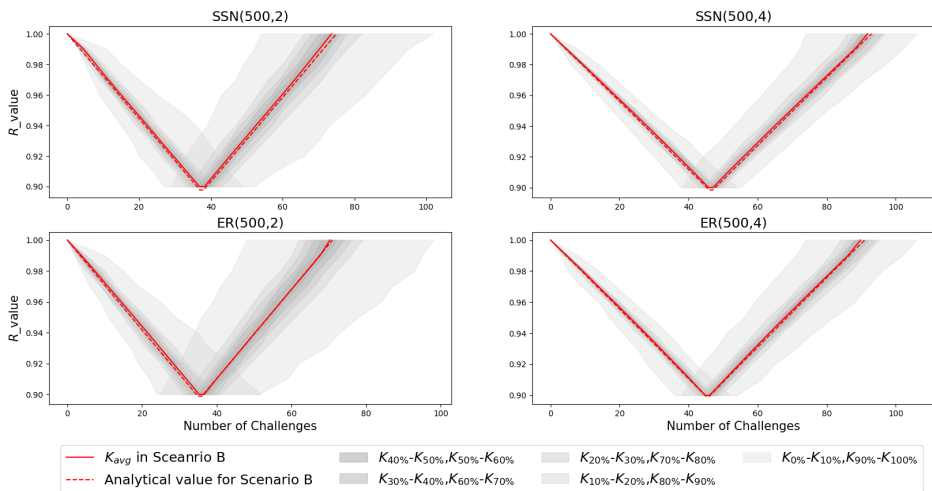 SSN(500,2)
SSN(500,4)
1.00
0.98
0.96
0.94
0.92
0.90
R_value
0 20 40 60 80 100
1.00
0.98
0.96
0.94
0.92
0.90
0 20 40 60 80 100
ER(500,2)
ER(500,4)
1.00
0.98
0.96
0.94
0.92
0.90
R_value
0 20 40 60 80 100
Number of Challenges
1.00
0.98
0.96
0.94
0.92
0.90
0 20 40 60 80 100
Number of Challenges
K_avg in Sceanrio B
Analytical value for Scenario B
K_40%-K_50%,K_50%-K_60%
K_30%-K_40%,K_60%-K_70%
K_20%-K_30%,K_70%-K_80%
K_10%-K_20%,K_80%-K_90%
K_0%-K_10%,K_90%-K_100%